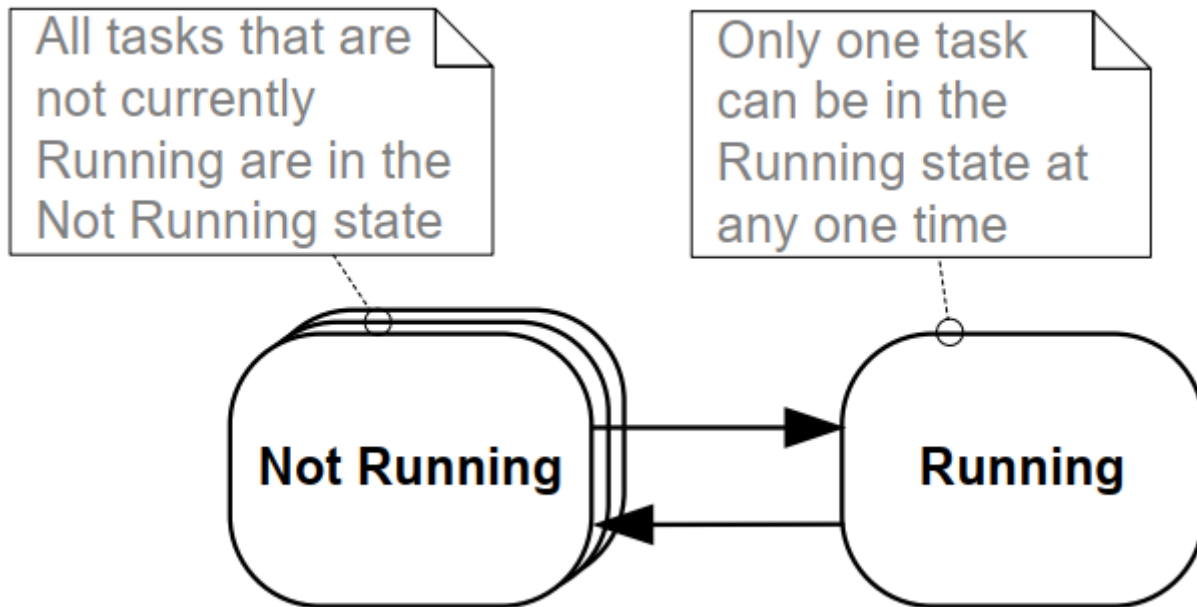 All tasks that are
not currently
Running are in the
Not Running state
Only one task
can be in the
Running state at
any one time
Not Running
Running